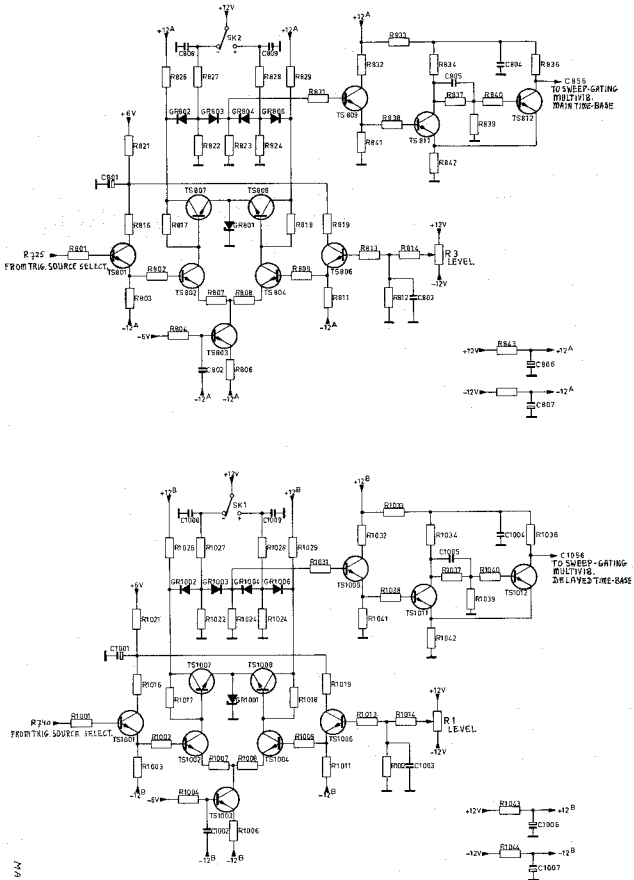 +12V
+12A
SK2
+12A
C808
C809
- +
R826
R827
R828
R829
R831
GR802
GR803
GR804
GR805
R822
R823
R824
+6V
R821
C801
TS807
TS808
R816
R817
GR801
R818
R819
R725
FROM TRIG. SOURCE SELECT.
R801
TS801
R802
TS802
R807
R808
TS804
R809
TS806
R803
-12A
R804
-6V
TS803
C802
R806
-12A
-12A
R811
-12A
R813
R814
R812
C803
+12V
R3
LEVEL
-12V
+12A
R833
R832
R834
C804
R836
C805
R837
R840
TS809
R838
TS812
R841
R839
R842
C856
TO SWEEP-GATING
MULTIVIB.
MAIN TIME-BASE
+12V
R843
+12A
C806
-12V
-12A
C807
+12V
+12B
SK1
+12B
C1009
- +
R1026
R1027
R1028
R1029
R1031
GR1002
GR1003
GR1004
R1022
R1024
R1024
+6V
R1021
C1001
TS1007
TS1008
R1016
R1017
GR1001
R1018
R1019
R740
FROM TRIG. SOURCE SELECT.
R1001
TS1001
R1002
TS1002
R1007
R1008
TS1004
R1009
TS1006
R1003
-12B
R1004
-6V
TS1003
C1002
R1006
-12B
-12B
R1011
-12B
R1013
R1014
C1003
+12V
R1
LEVEL
-12V
+12B
R1033
R1032
R1034
C1004
R1036
C1005
R1037
R1040
TS1009
R1038
TS1011
TS1012
R1041
R1039
R1042
C1056
TO SWEEP-GATING
MULTIVIB.
DELAYED TIME-BASE
+12V
R1043
+12B
C1006
-12V
R1044
-12B
C1007
MA